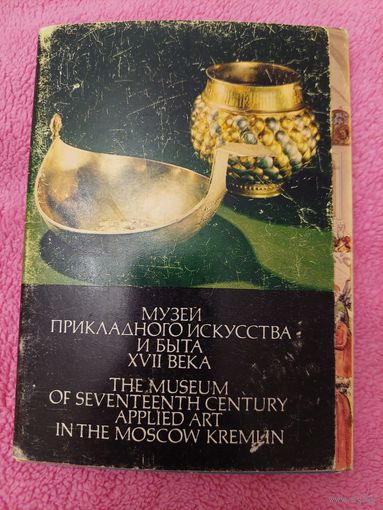 МУЗЕЙ
ПРИКЛАДНОГО ИСКУССТВА
И БЫТА
XVII ВЕКА
THE MUSEUM
OF SEVENTEENTH CENTURY
APPLIED ART
IN THE MOSCOW KREMLIN